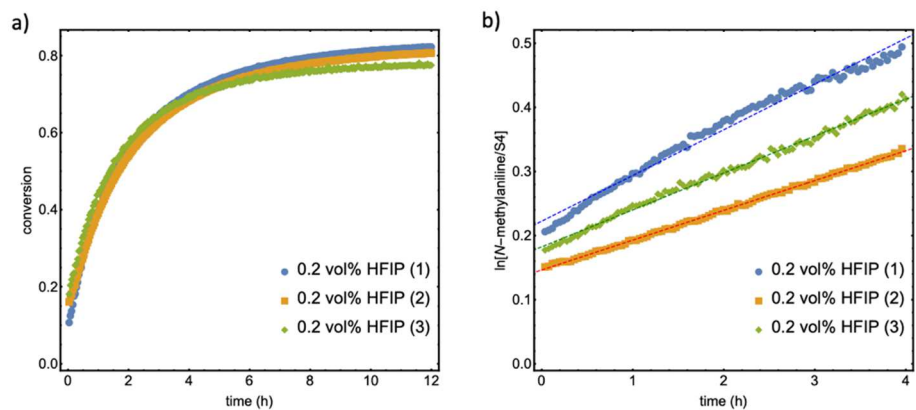 a)
conversion
0.8
0.6
0.4
0.2
0.0
0 2 4 6 8 10 12
time (h)
0.2 vol% HFIP (1)
0.2 vol% HFIP (2)
0.2 vol% HFIP (3)
b)
ln[N-methylaniline/S4]
0.5
0.4
0.3
0.2
0.1
0.0
0 1 2 3 4
time (h)
0.2 vol% HFIP (1)
0.2 vol% HFIP (2)
0.2 vol% HFIP (3)